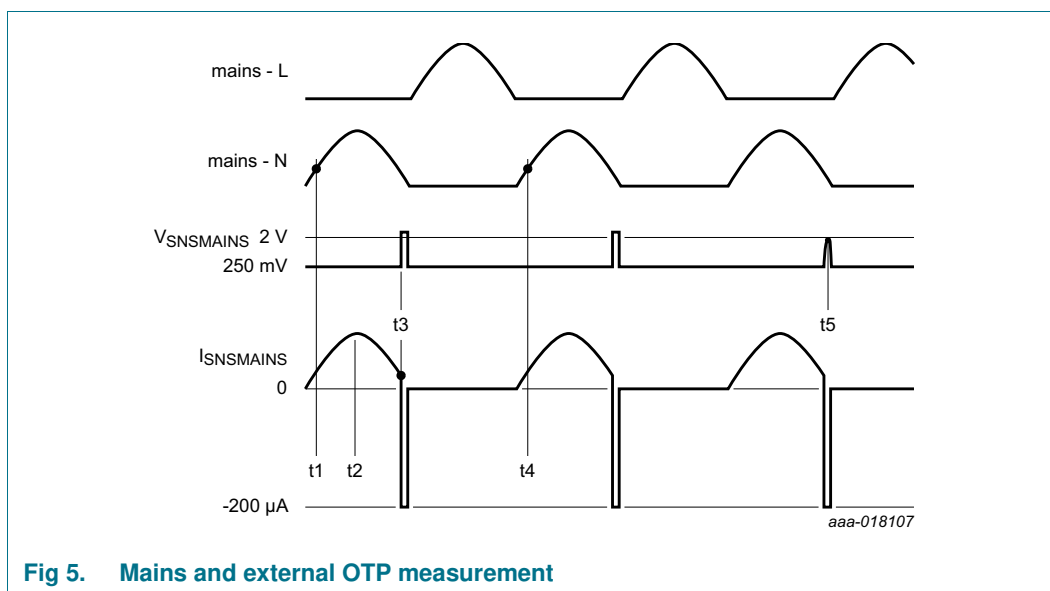 mains - L
mains - N
VSNSMAINS 2 V
250 mV
t3
t5
ISNSMAINS
0
t1
t2
t4
-200 µA
aaa-018107
Fig 5. Mains and external OTP measurement